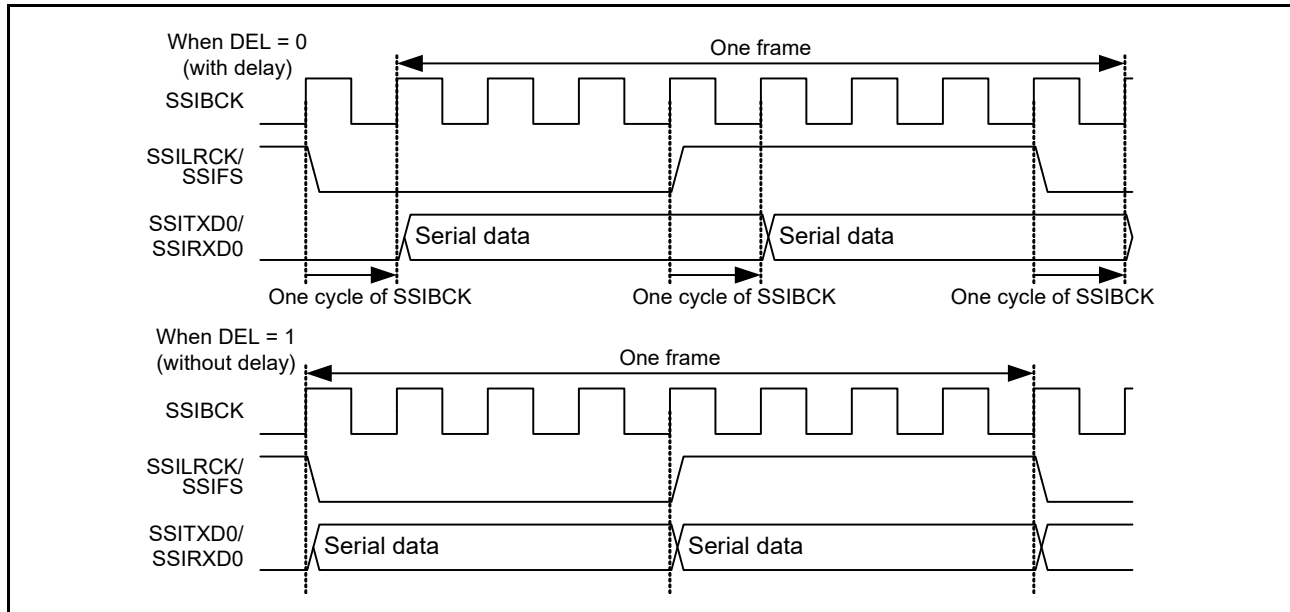 When DEL = 0
(with delay)
One frame
SSIBCK
SSILRCK/
SSIFS
SSITXD0/
SSIRXD0
Serial data
Serial data
One cycle of SSIBCK
One cycle of SSIBCK
One cycle of SSIBCK
When DEL = 1
(without delay)
One frame
SSIBCK
SSILRCK/
SSIFS
SSITXD0/
SSIRXD0
Serial data
Serial data